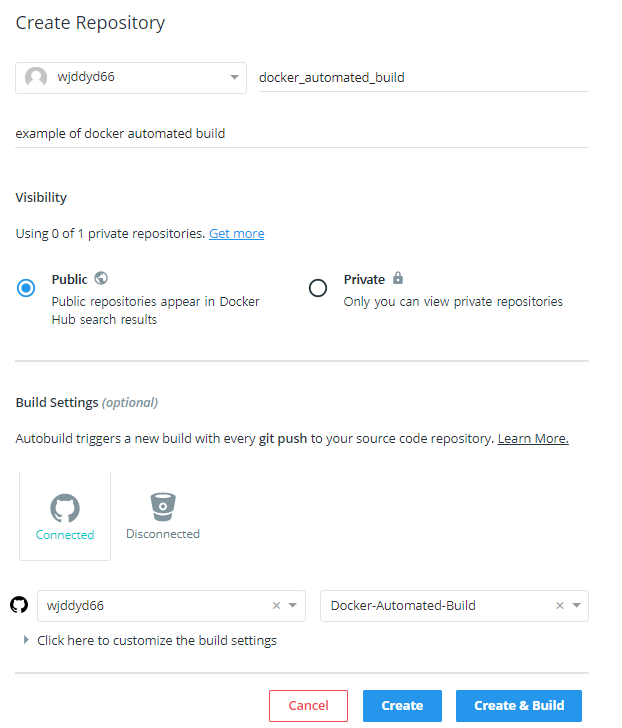 Create Repository
wjddyd66
docker_automated_build
example of docker automated build
Visibility
Using 0 of 1 private repositories. Get more
Public
Public repositories appear in Docker
Hub search results
Private
Only you can view private repositories
Build Settings (optional)
Autobuild triggers a new build with every git push to your source code repository. Learn More.
Connected
Disconnected
wjddyd66
Docker-Automated-Build
Click here to customize the build settings
Cancel
Create
Create & Build